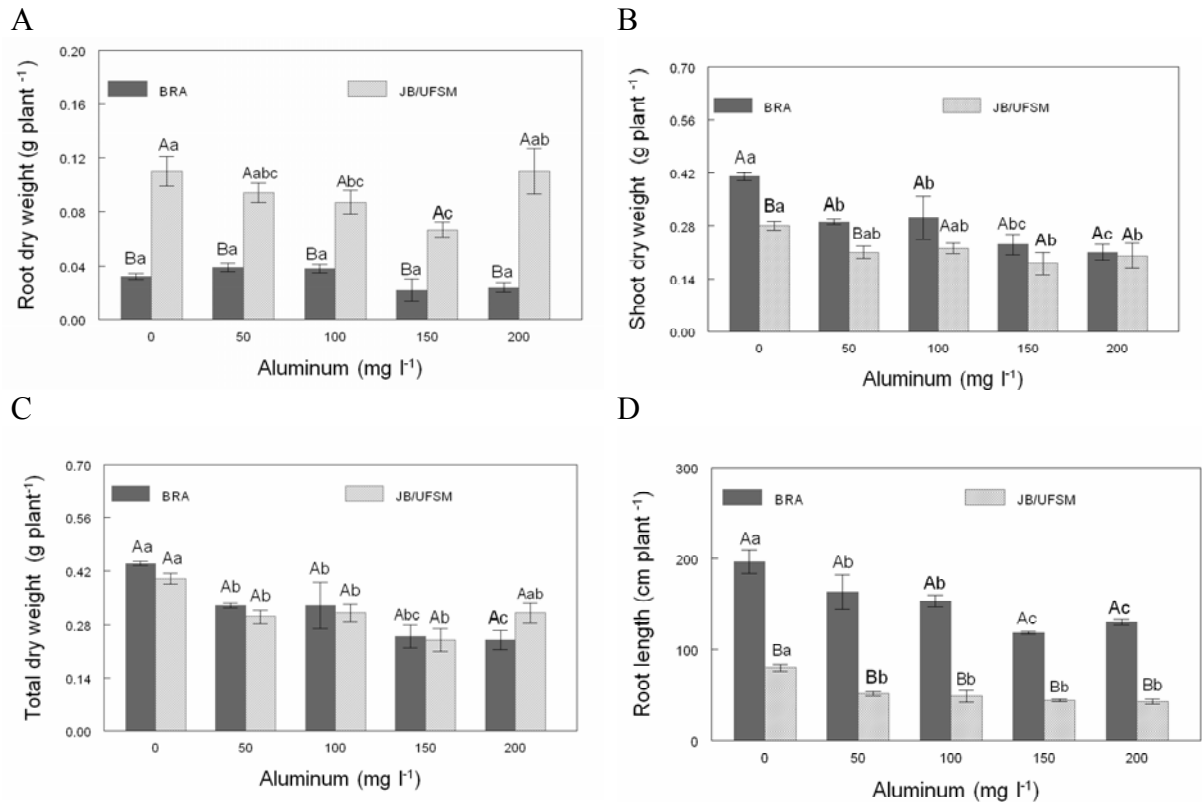 A
Root dry weight (g plant ⁻¹)
0.20
0.16
0.12
0.08
0.04
0.00
BRA
JB/UFSM
Aa
Aabc
Abc
Ac
Aab
Ba
Ba
Ba
Ba
Ba
0 50 100 150 200
Aluminum (mg l⁻¹)
B
Shoot dry weight (g plant ⁻¹)
0.70
0.56
0.42
0.28
0.14
0.00
BRA
JB/UFSM
Aa
Ba
Ab
Bab
Ab
Aab
Abc
Ab
Ac
Ab
0 50 100 150 200
Aluminum (mg l⁻¹)
C
Total dry weight (g plant⁻¹)
0.70
0.56
0.42
0.28
0.14
0.00
BRA
JB/UFSM
Aa
Aa
Ab
Ab
Ab
Ab
Abc
Ab
Ac
Aab
0 50 100 150 200
Aluminum (mg l⁻¹)
D
Root length (cm plant ⁻¹)
300
200
100
0
BRA
JB/UFSM
Aa
Ba
Ab
Bb
Ab
Bb
Ac
Bb
Ac
Bb
0 50 100 150 200
Aluminum (mg l⁻¹)